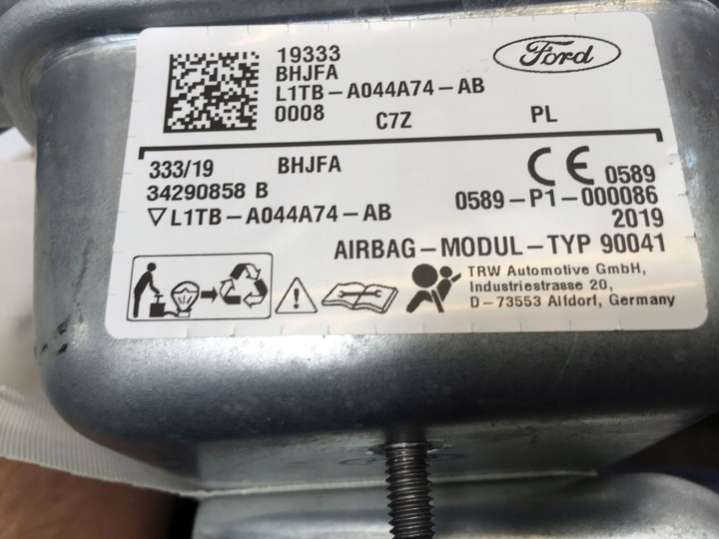 19333
Ford
BHJFA
L1TB-A044A74-AB
0008 C7Z PL
333/19 BHJFA
CE 0589
34290858 B
0589-P1-000086
▽L1TB-A044A74-AB
2019
AIRBAG-MODUL-TYP 90041
TRW Automotive GmbH,
Industriestrasse 20,
D-73553 Alfdorf, Germany